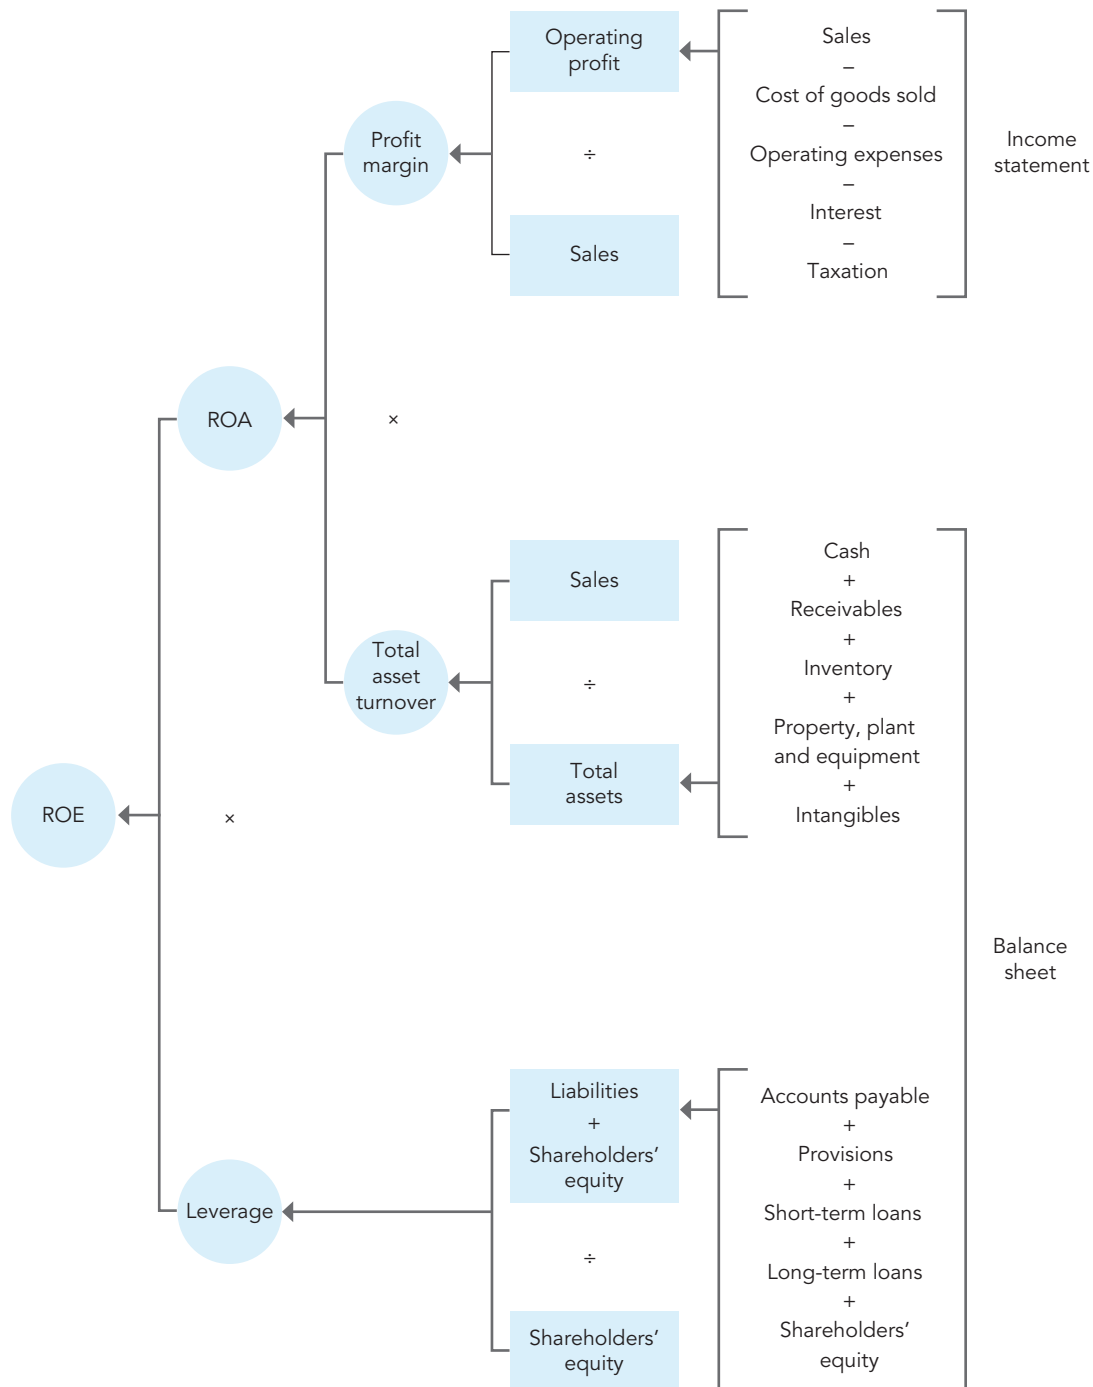 Operating
profit
÷
Sales
Sales
–
Cost of goods sold
–
Operating expenses
–
Interest
–
Taxation
Income
statement
Profit
margin
ROA
×
Sales
÷
Total
assets
Cash
+
Receivables
+
Inventory
+
Property, plant
and equipment
+
Intangibles
Total
asset
turnover
ROE
×
Balance
sheet
Liabilities
+
Shareholders'
equity
÷
Shareholders'
equity
Accounts payable
+
Provisions
+
Short-term loans
+
Long-term loans
+
Shareholders'
equity
Leverage